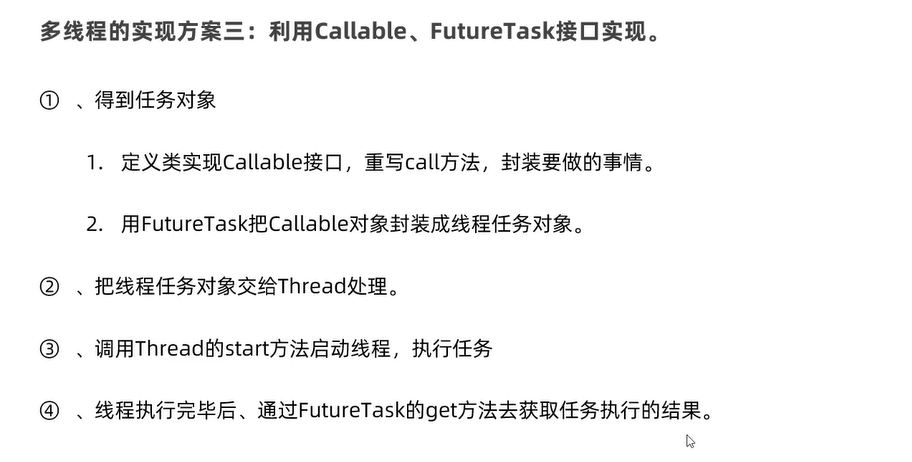 多线程的实现方案三：利用Callable、FutureTask接口实现。
① 、得到任务对象
1. 定义类实现Callable接口，重写call方法，封装要做的事情。
2. 用FutureTask把Callable对象封装成线程任务对象。
② 、把线程任务对象交给Thread处理。
③ 、调用Thread的start方法启动线程，执行任务
④ 、线程执行完毕后、通过FutureTask的get方法去获取任务执行的结果。